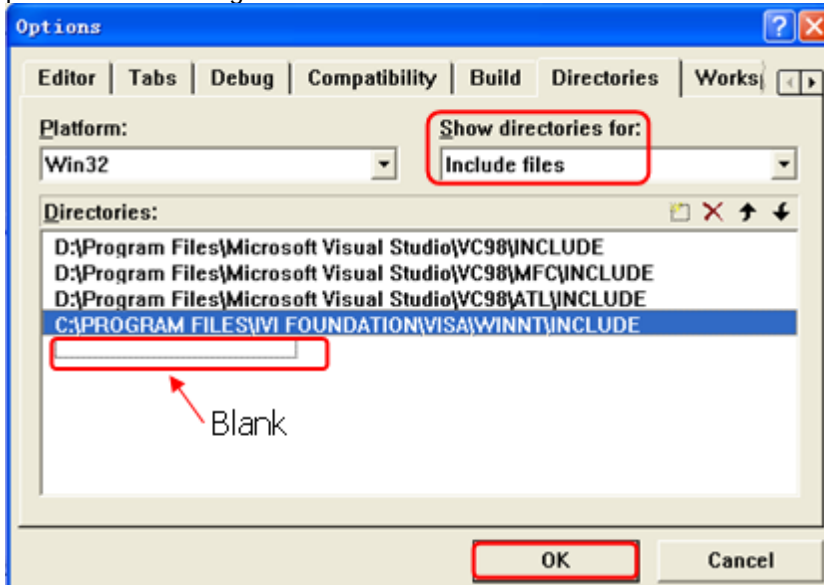 Options
Editor Tabs Debug Compatibility Build Directories Works
Platform: Show directories for:
Win32 Include files
Directories:
D:\Program Files\Microsoft Visual Studio\VC98\INCLUDE
D:\Program Files\Microsoft Visual Studio\VC98\MFC\INCLUDE
D:\Program Files\Microsoft Visual Studio\VC98\ATL\INCLUDE
C:\PROGRAM FILES\IVI FOUNDATION\VISA\WINNT\INCLUDE
Blank
OK Cancel